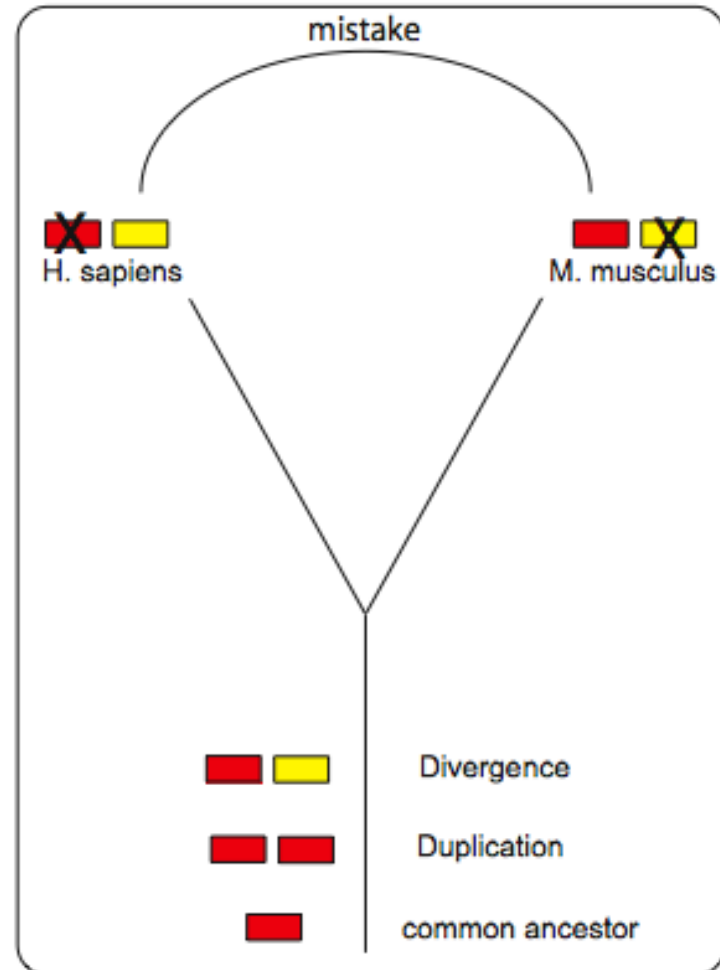 mistake
X X
H. sapiens M. musculus
Divergence
Duplication
common ancestor